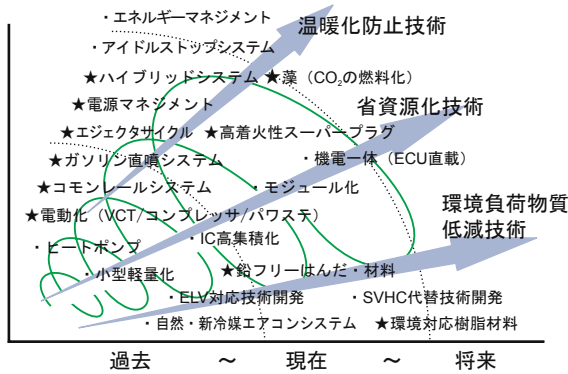 ・エネルギーマネジメント
温暖化防止技術
・アイドルストップシステム
★ハイブリッドシステム ★藻（CO₂の燃料化）
★電源マネジメント
省資源化技術
★エジェクタサイクル ★高着火性スーパープラグ
★ガソリン直噴システム ・機電一体（ECU直載）
★コモンレールシステム ・モジュール化
環境負荷物質
低減技術
★電動化（VCT/コンプレッサ/パワステ）
・ヒートポンプ ・IC高集積化
・小型軽量化 ★鉛フリーはんだ・材料
・ELV対応技術開発 ・SVHC代替技術開発
・自然・新冷媒エアコンシステム ★環境対応樹脂材料
過去 ～ 現在 ～ 将来